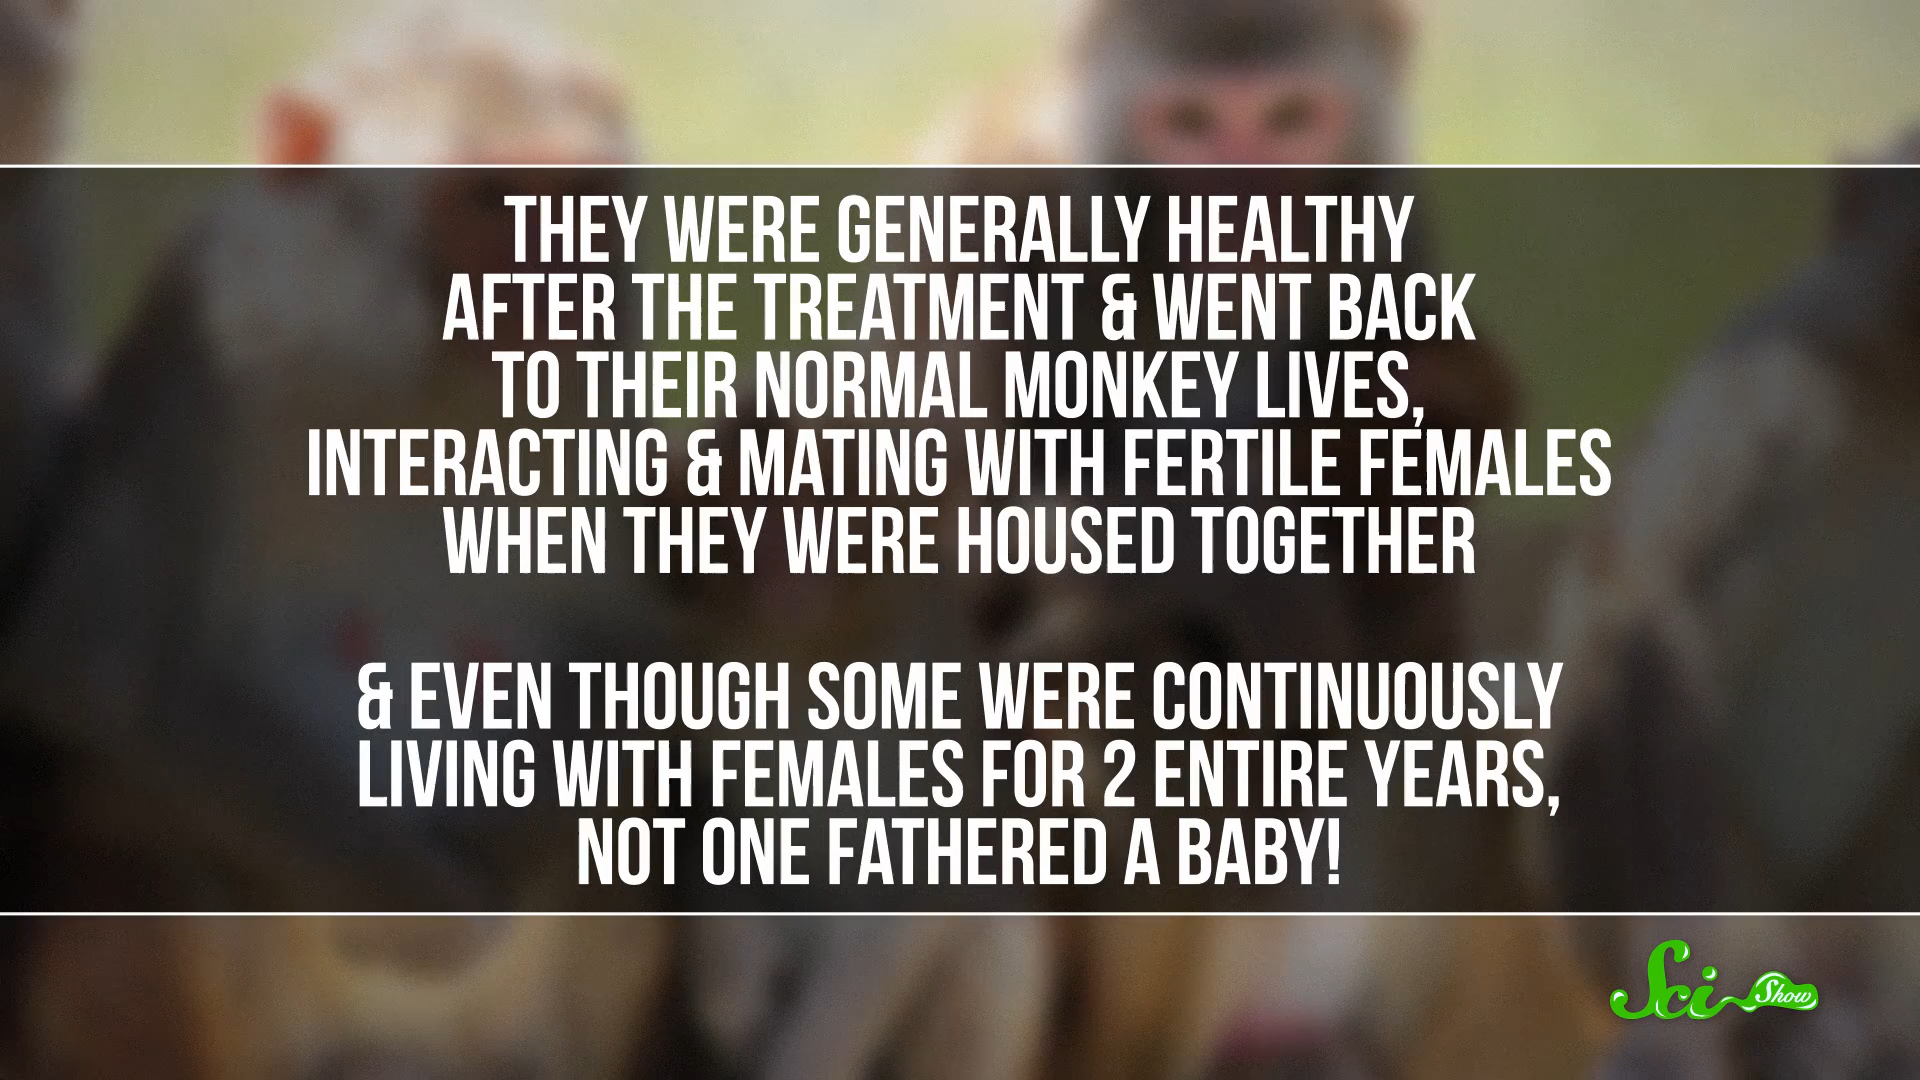 THEY WERE GENERALLY HEALTHY
AFTER THE TREATMENT & WENT BACK
TO THEIR NORMAL MONKEY LIVES,
INTERACTING & MATING WITH FERTILE FEMALES
WHEN THEY WERE HOUSED TOGETHER
& EVEN THOUGH SOME WERE CONTINUOUSLY
LIVING WITH FEMALES FOR 2 ENTIRE YEARS,
NOT ONE FATHERED A BABY!
Sci Show